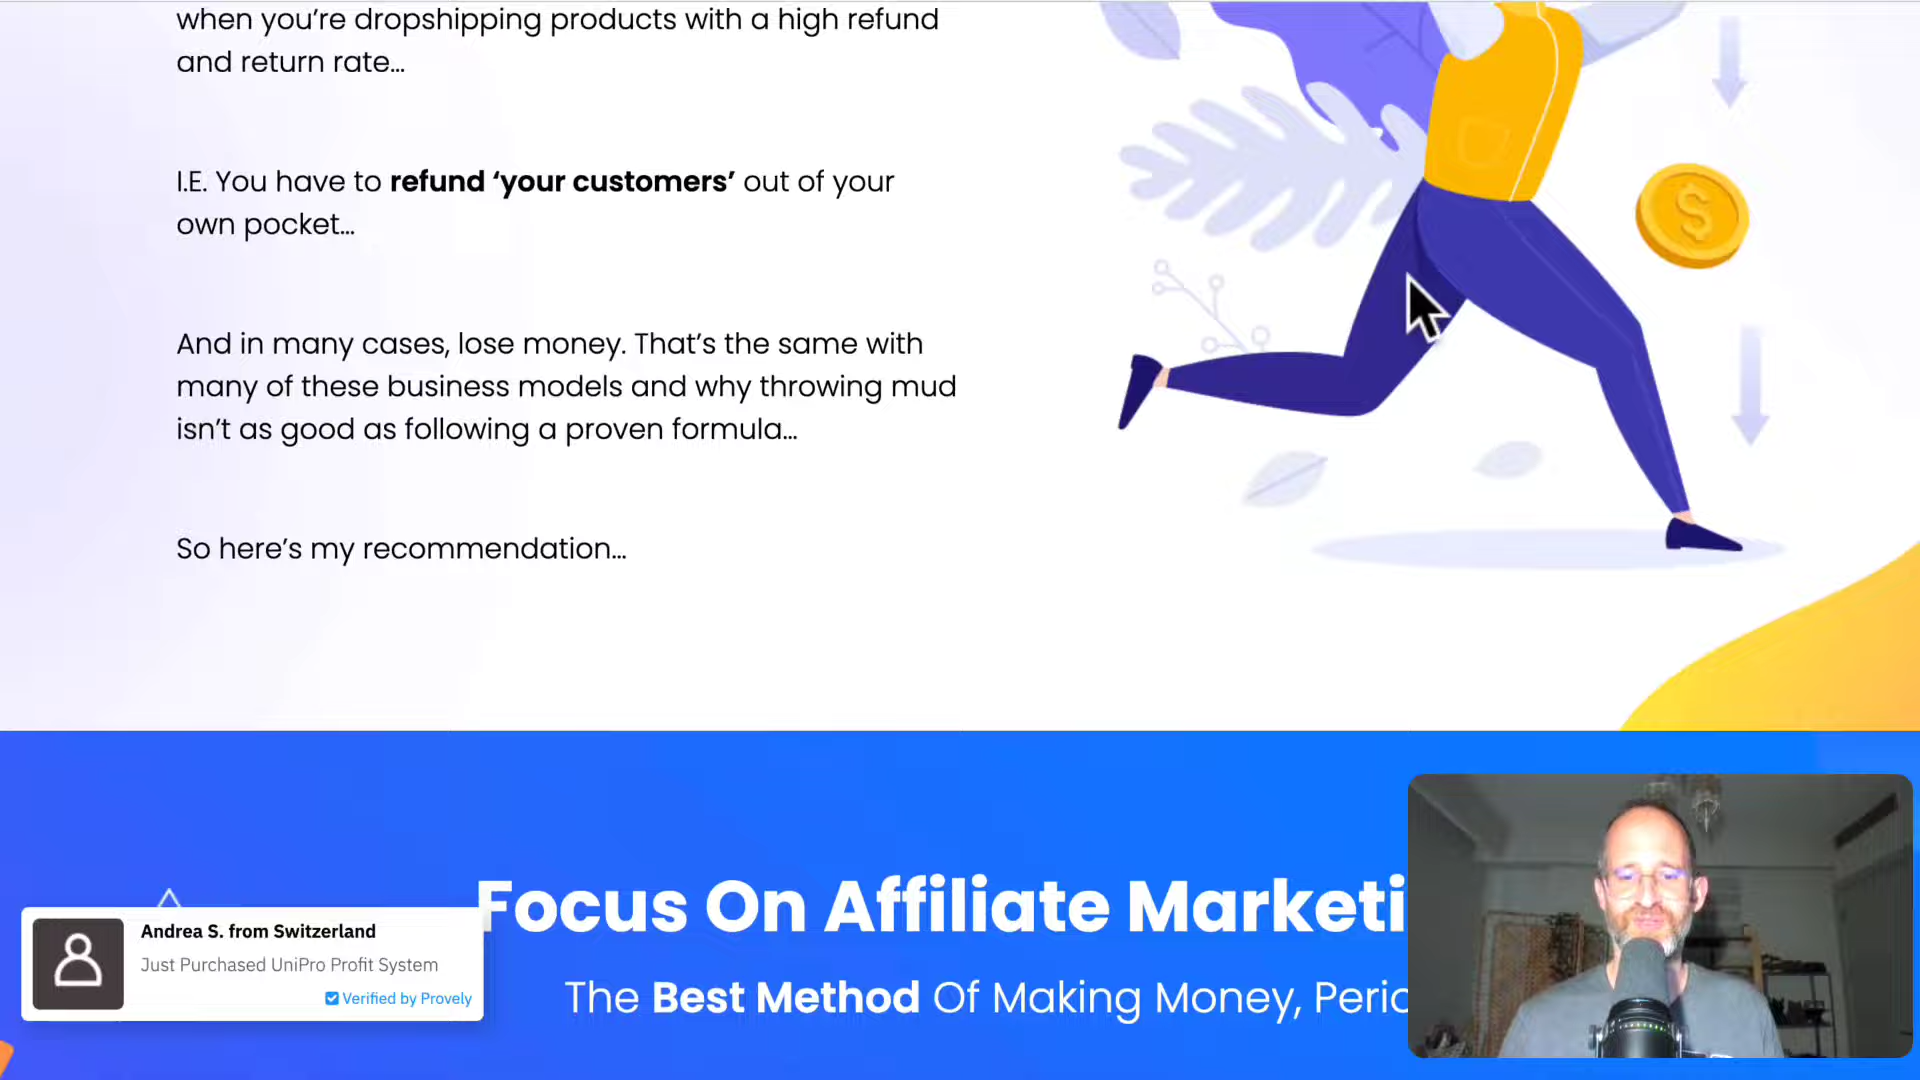 when you’re dropshipping products with a high refund
and return rate...
I.E. You have to refund ‘your customers’ out of your
own pocket...
And in many cases, lose money. That’s the same with
many of these business models and why throwing mud
isn’t as good as following a proven formula...
So here’s my recommendation...
Focus On Affiliate Marketi
The Best Method Of Making Money, Peri
Andrea S. from Switzerland
Just Purchased UniPro Profit System
Verified by Provely
$